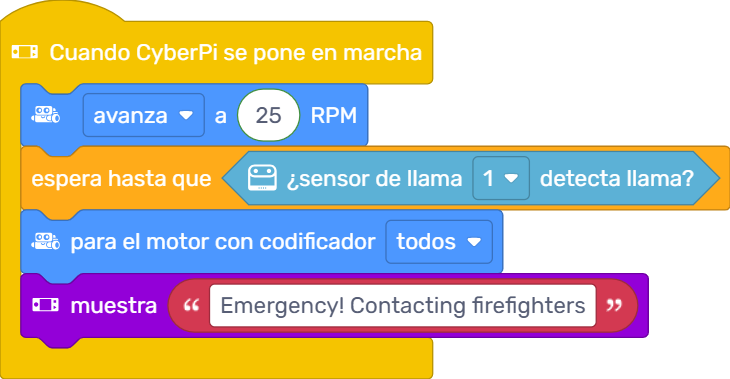 Cuando CyberPi se pone en marcha
avanza a 25 RPM
espera hasta que ¿sensor de llama 1 detecta llama?
para el motor con codificador todos
muestra “ Emergency! Contacting firefighters ”